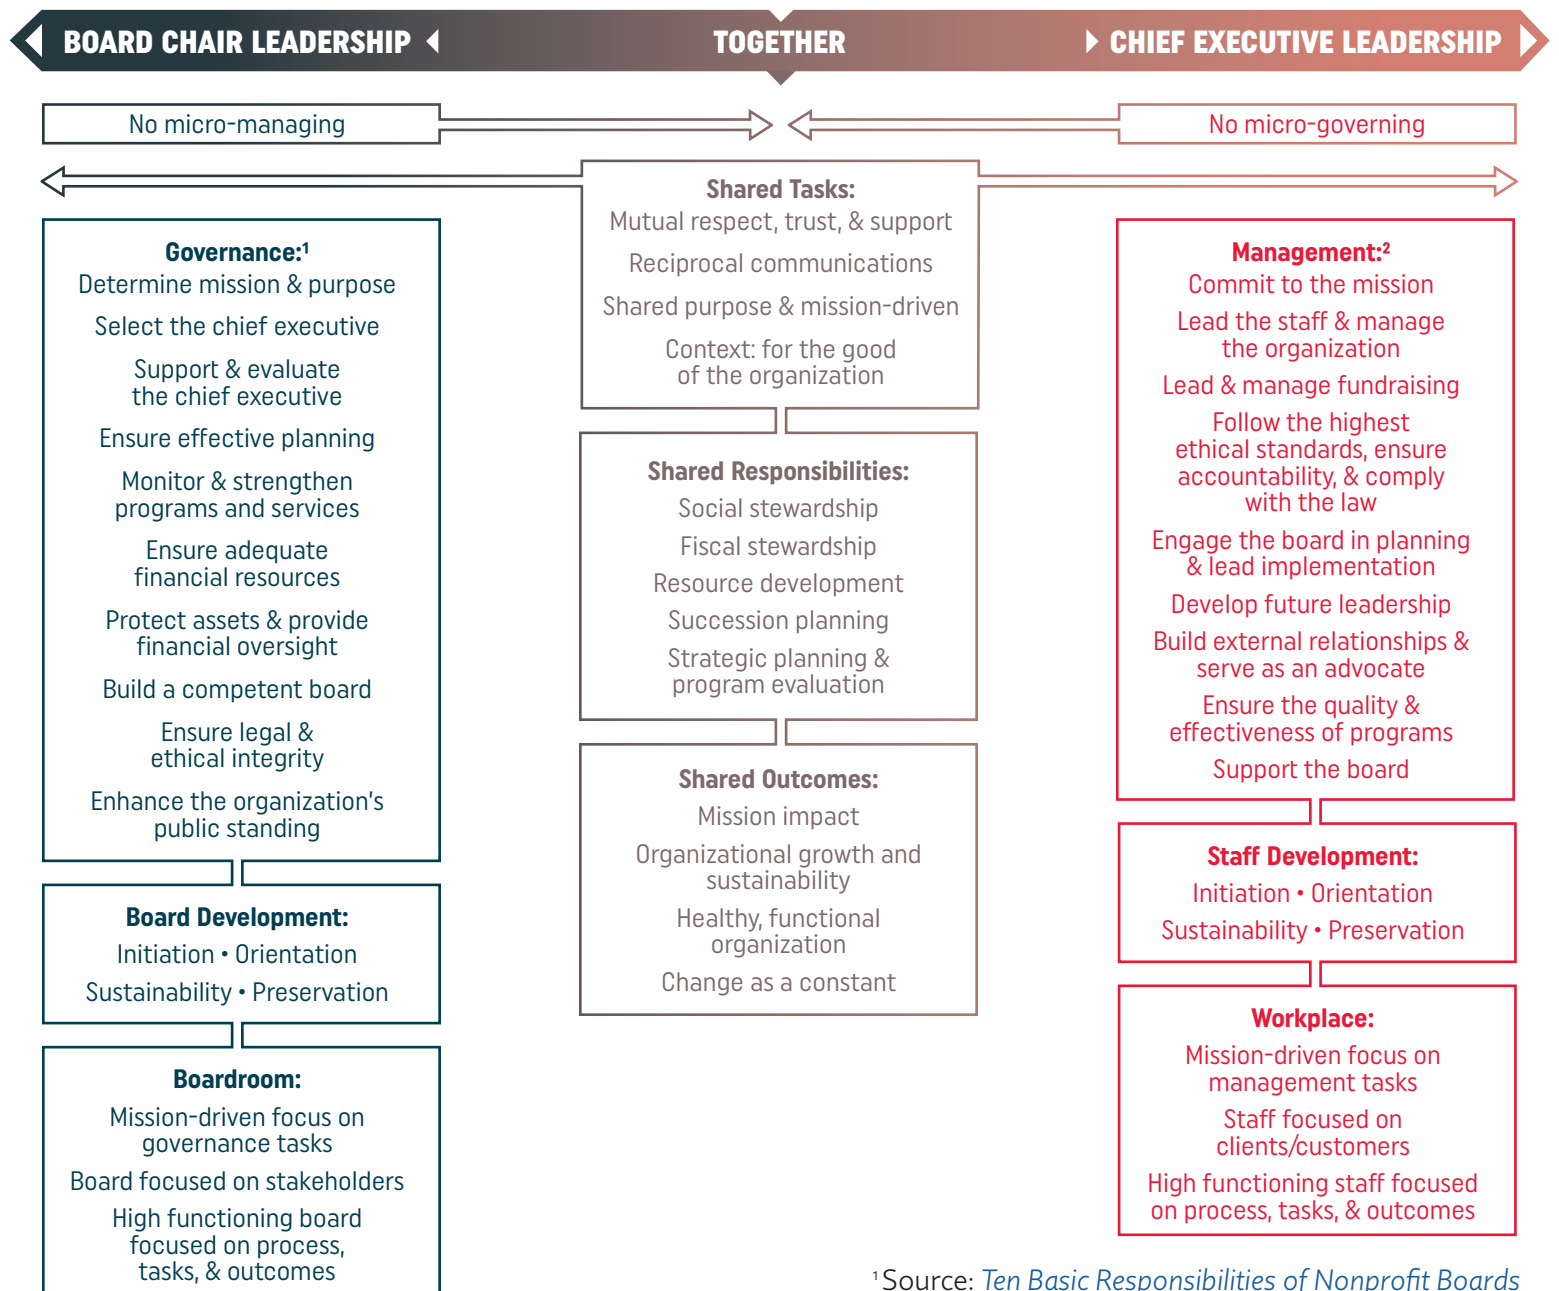 BOARD CHAIR LEADERSHIP
TOGETHER
CHIEF EXECUTIVE LEADERSHIP
No micro-managing
No micro-governing
Governance:¹
Determine mission & purpose
Select the chief executive
Support & evaluate
the chief executive
Ensure effective planning
Monitor & strengthen
programs and services
Ensure adequate
financial resources
Protect assets & provide
financial oversight
Build a competent board
Ensure legal &
ethical integrity
Enhance the organization's
public standing
Board Development:
Initiation • Orientation
Sustainability • Preservation
Boardroom:
Mission-driven focus on
governance tasks
Board focused on stakeholders
High functioning board
focused on process,
tasks, & outcomes
Shared Tasks:
Mutual respect, trust, & support
Reciprocal communications
Shared purpose & mission-driven
Context: for the good
of the organization
Shared Responsibilities:
Social stewardship
Fiscal stewardship
Resource development
Succession planning
Strategic planning &
program evaluation
Shared Outcomes:
Mission impact
Organizational growth and
sustainability
Healthy, functional
organization
Change as a constant
Management:²
Commit to the mission
Lead the staff & manage
the organization
Lead & manage fundraising
Follow the highest
ethical standards, ensure
accountability, & comply
with the law
Engage the board in planning
& lead implementation
Develop future leadership
Build external relationships &
serve as an advocate
Ensure the quality &
effectiveness of programs
Support the board
Staff Development:
Initiation • Orientation
Sustainability • Preservation
Workplace:
Mission-driven focus on
management tasks
Staff focused on
clients/customers
High functioning staff focused
on process, tasks, & outcomes
¹ Source: Ten Basic Responsibilities of Nonprofit Boards